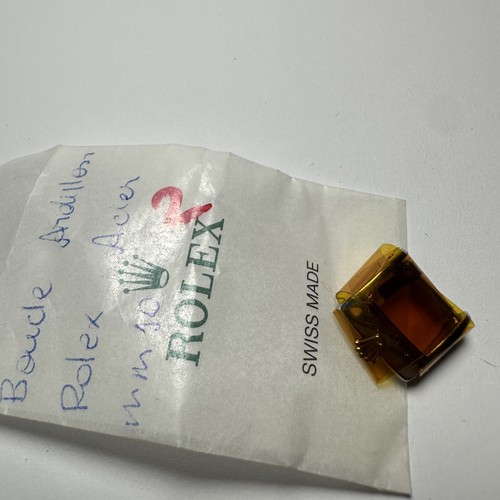 Boucle Ardillon
Rolex Acier
mm 10
2
ROLEX
SWISS MADE